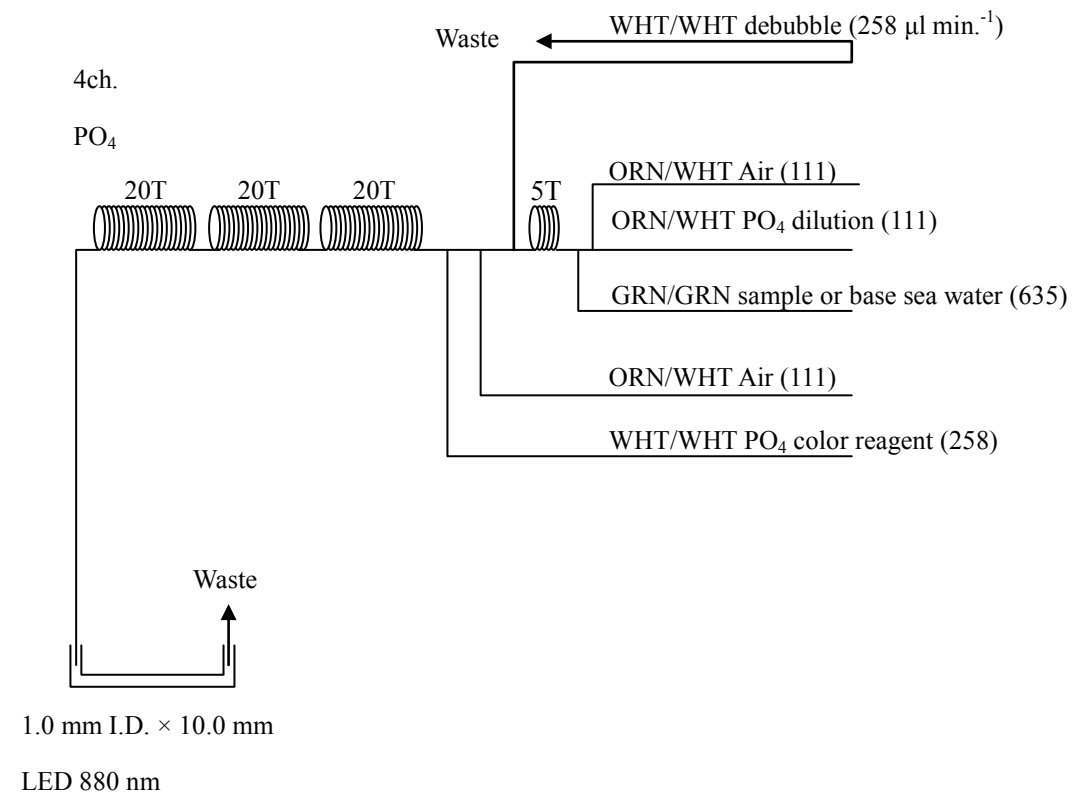 WHT/WHT debubble (258 μl min.-1)
Waste
4ch.
PO4
20T 20T 20T 5T
ORN/WHT Air (111)
ORN/WHT PO4 dilution (111)
GRN/GRN sample or base sea water (635)
ORN/WHT Air (111)
WHT/WHT PO4 color reagent (258)
Waste
1.0 mm I.D. × 10.0 mm
LED 880 nm